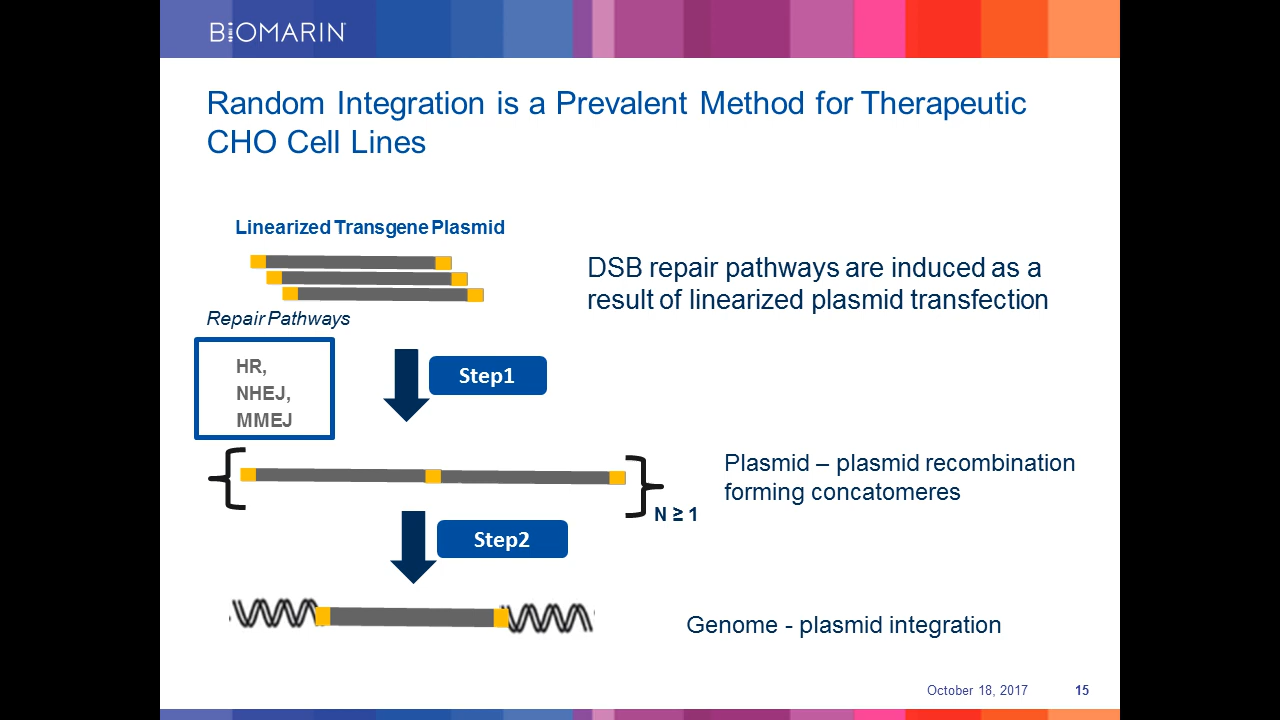 BiOMARIN
Random Integration is a Prevalent Method for Therapeutic
CHO Cell Lines
Linearized Transgene Plasmid
DSB repair pathways are induced as a
result of linearized plasmid transfection
Repair Pathways
HR,
NHEJ,
MMEJ
Step1
Plasmid – plasmid recombination
forming concatomeres
N ≥ 1
Step2
Genome - plasmid integration
October 18, 2017
15